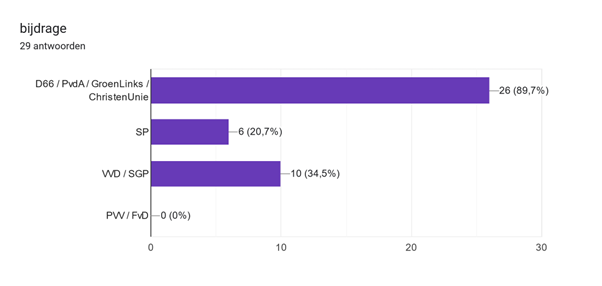 bijdrage
29 antwoorden
D66 / PvdA / GroenLinks /
ChristenUnie
26 (89,7%)
SP
6 (20,7%)
VVD / SGP
10 (34,5%)
PVV / FvD
0 (0%)
0
10
20
30